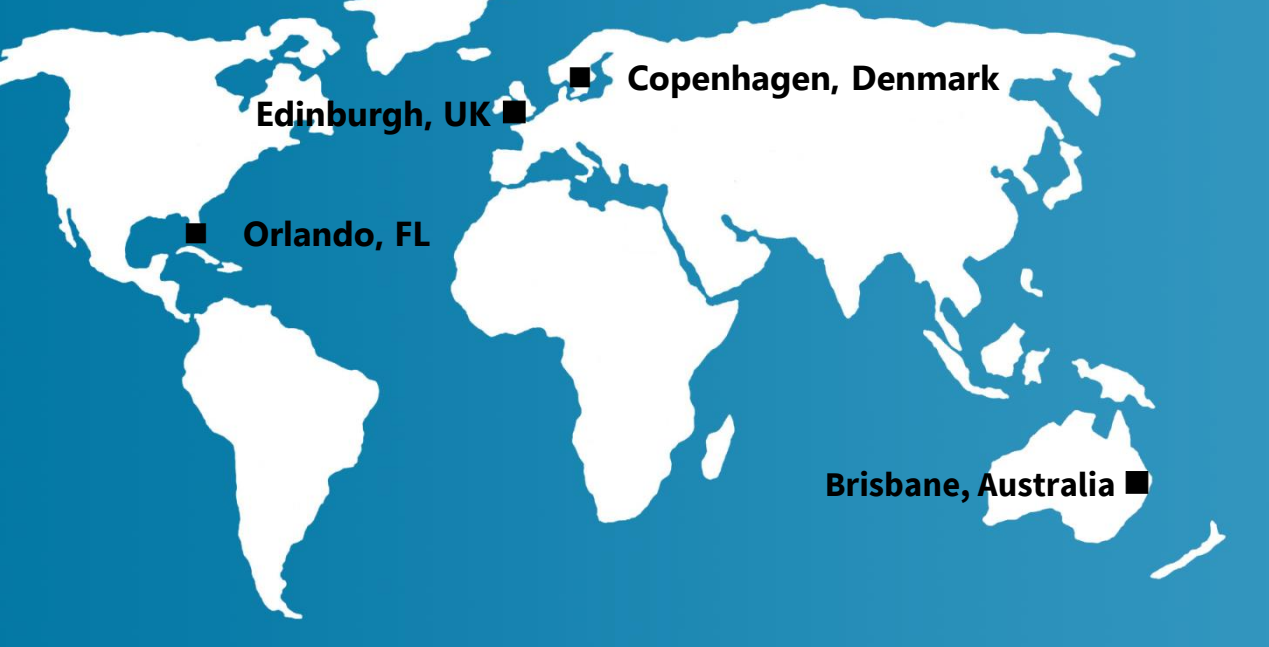 Copenhagen, Denmark
Edinburgh, UK
Orlando, FL
Brisbane, Australia